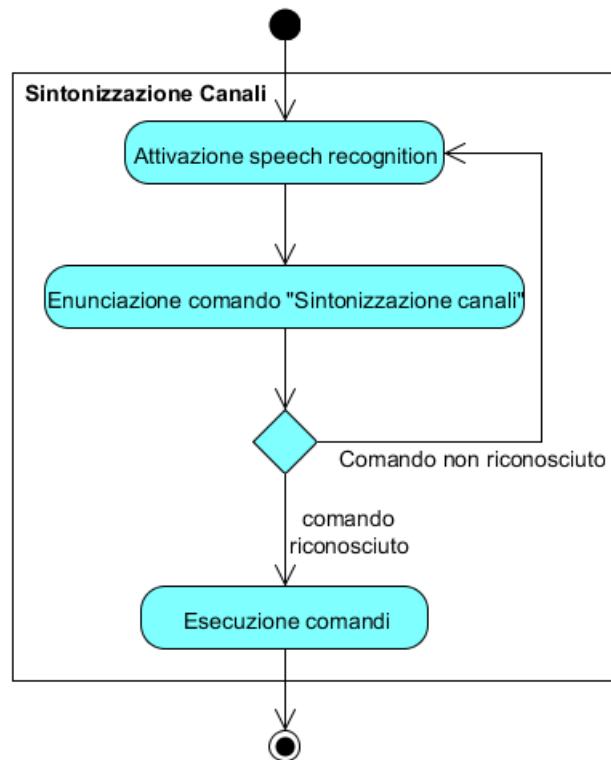 Sintonizzazione Canali
Attivazione speech recognition
Enunciazione comando "Sintonizzazione canali"
Comando non riconosciuto
comando
riconosciuto
Esecuzione comandi